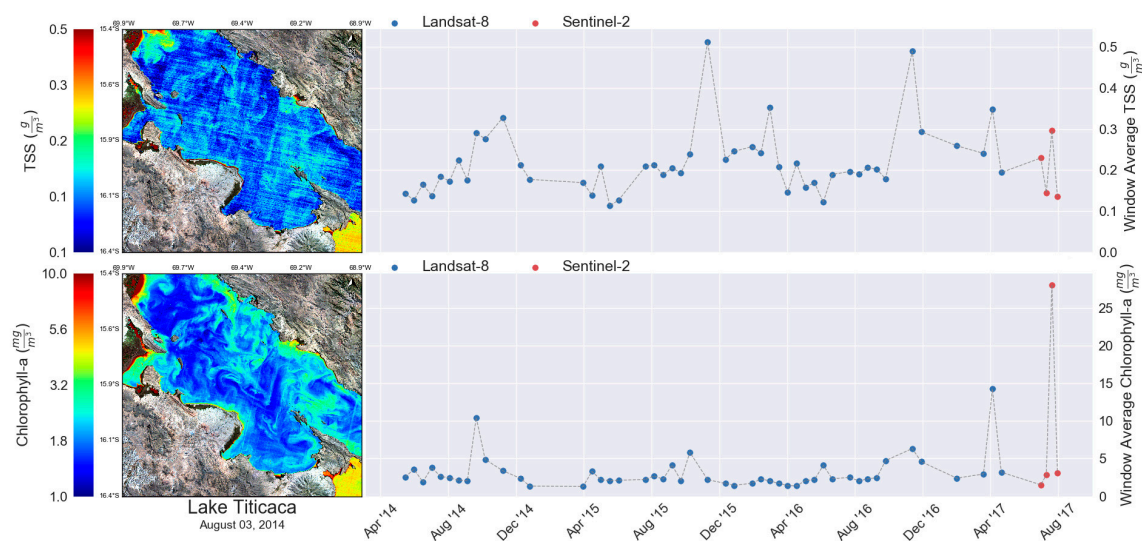 69.9°W 69.7°W 69.4°W 69.2°W 68.9°W
Landsat-8 Sentinel-2
0.5
0.3
0.2
0.1
0.1
TSS (g/m³)
15.4°S
15.6°S
15.9°S
16.1°S
16.4°S
0.5
0.4
0.3
0.2
0.1
0.0
Window Average TSS (g/m³)
69.9°W 69.7°W 69.4°W 69.2°W 68.9°W
Landsat-8 Sentinel-2
10.0
5.6
3.2
1.8
1.0
Chlorophyll-a (mg/m³)
15.4°S
15.6°S
15.9°S
16.1°S
16.4°S
25
20
15
10
5
0
Window Average Chlorophyll-a (mg/m³)
Lake Titicaca
August 03, 2014
Apr '14 Aug '14 Dec '14 Apr '15 Aug '15 Dec '15 Apr '16 Aug '16 Dec '16 Apr '17 Aug '17